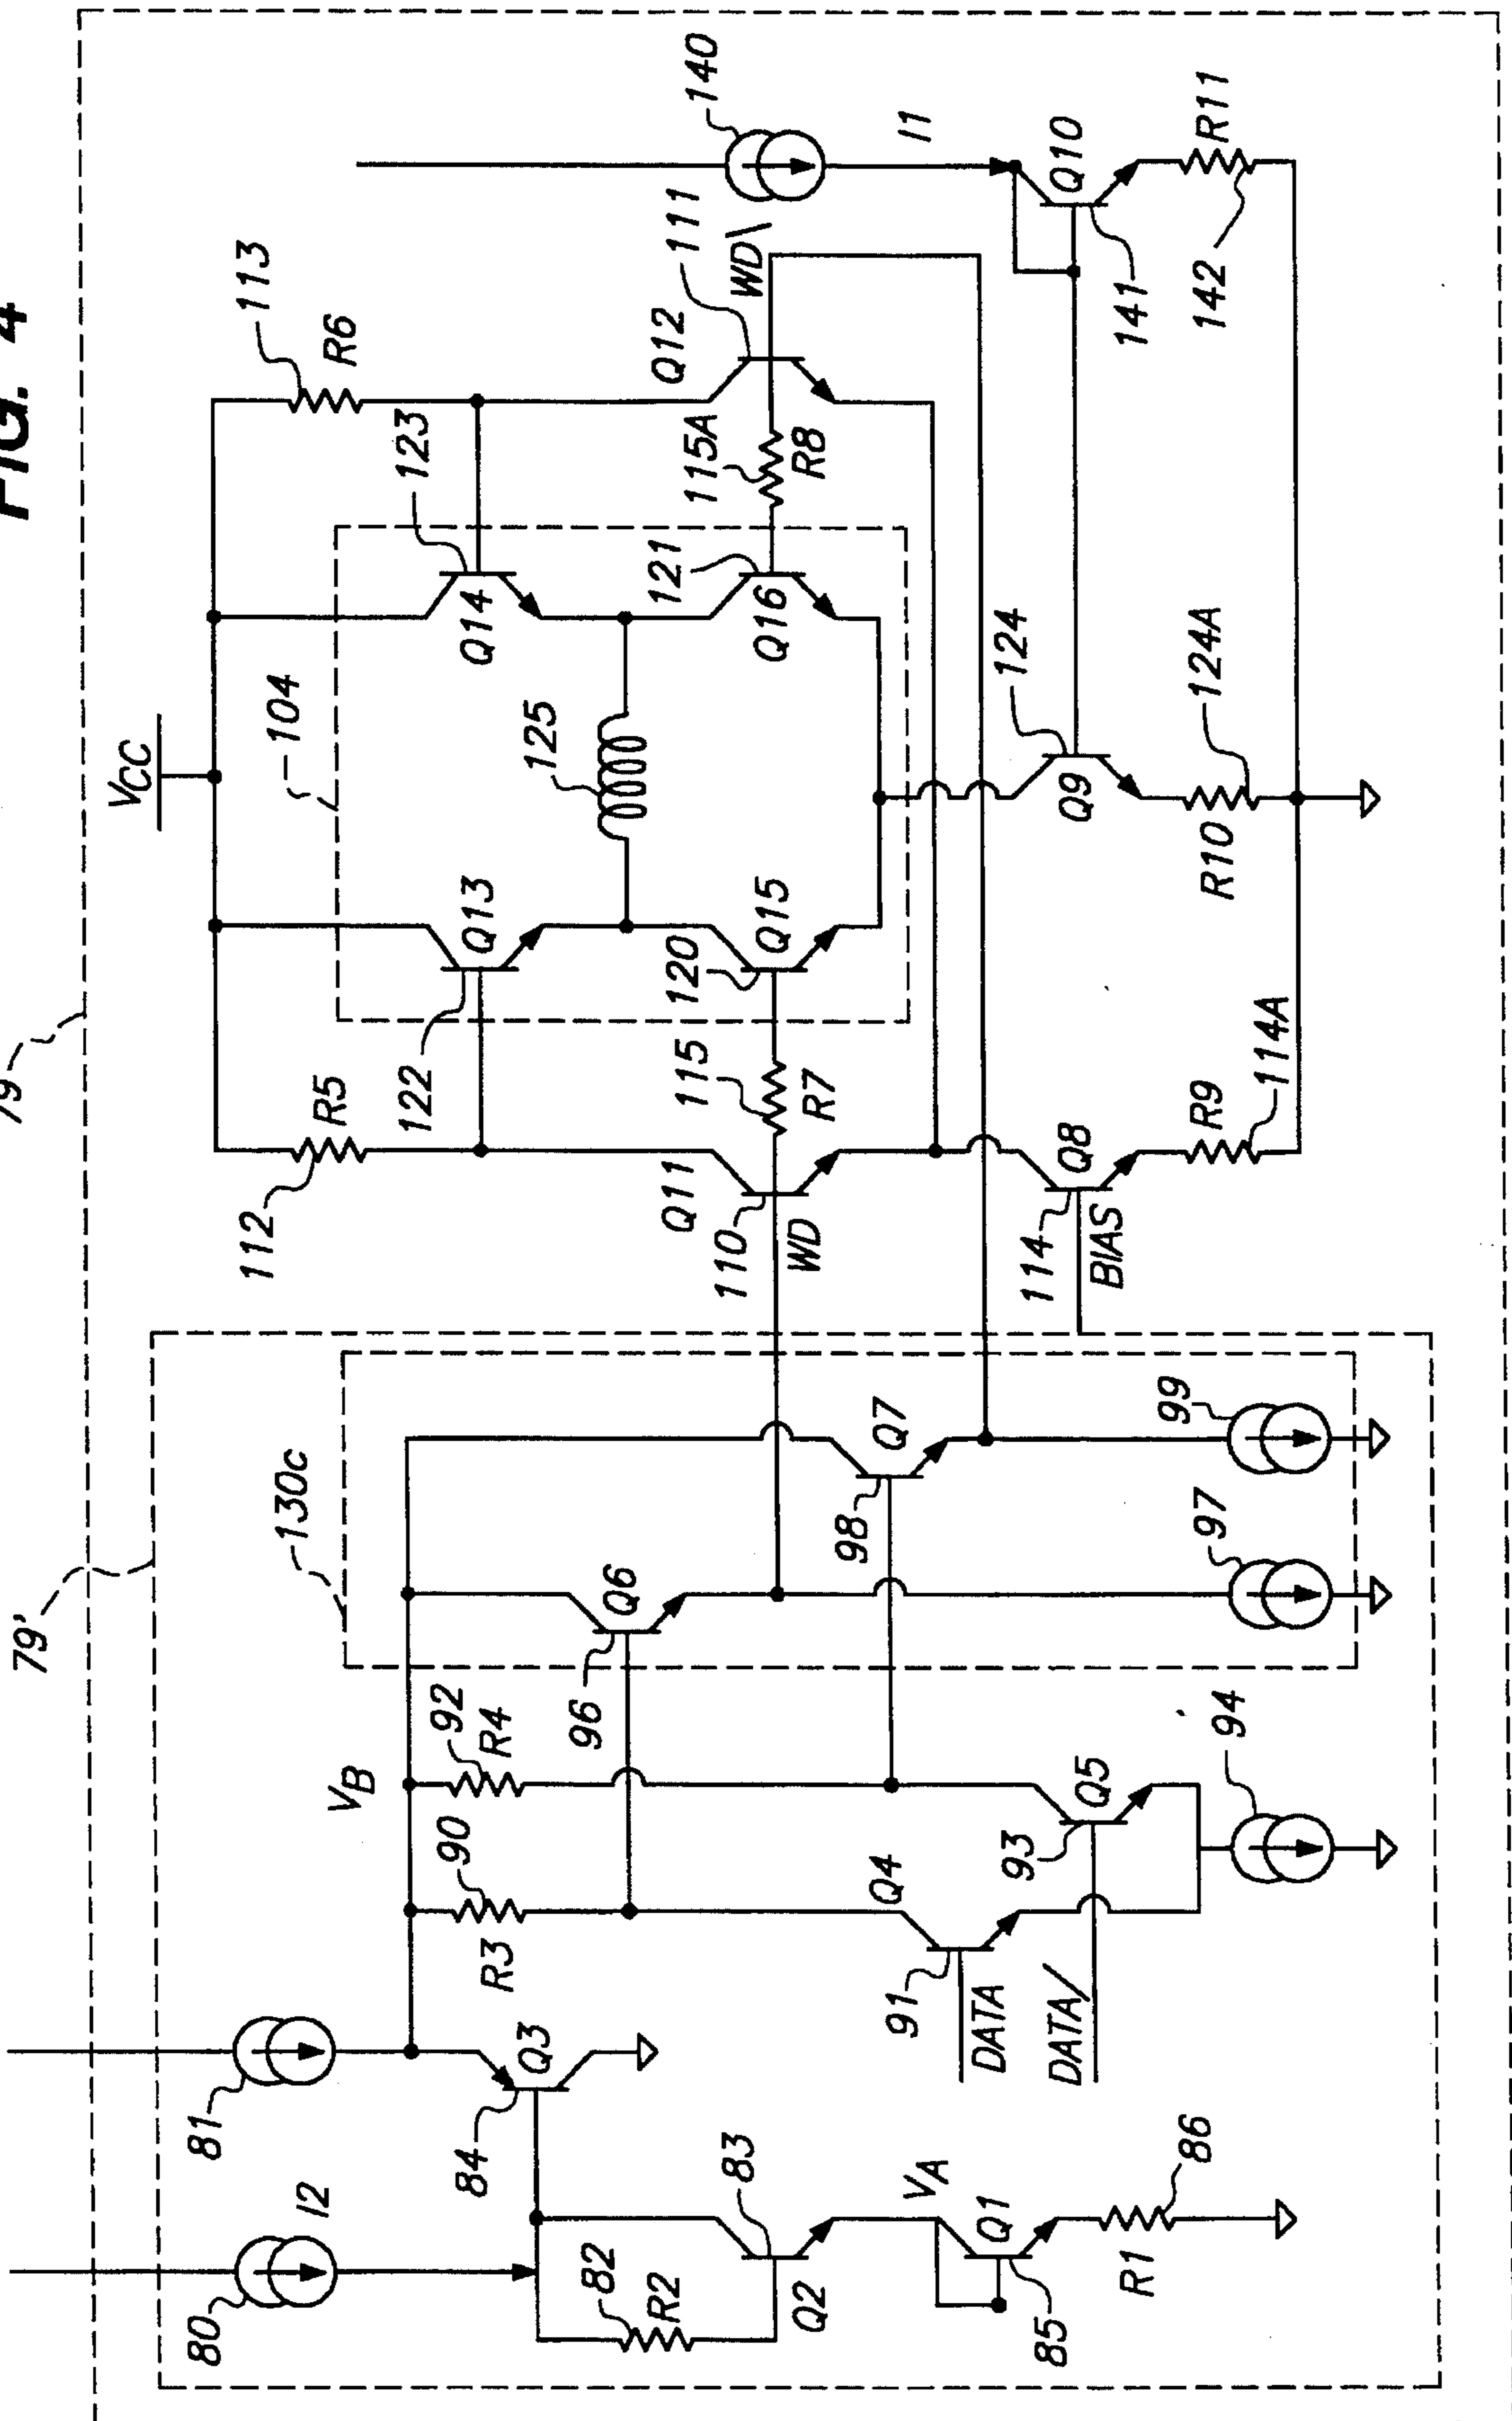 FIG. 4
79
79'
VCC
104
113
R6
140
I1
123
Q14
111
Q12
WD\
115A
R8
121
Q16
125
Q13
122
R5
112
Q15
120
115
R7
Q11
110
WD
Q10
141
R11
142
124
Q9
124A
R10
Q8
114
BIAS
R9
114A
130c
Q7
98
99
Q6
96
97
VB
92
R4
90
R3
Q5
93
94
Q4
91
DATA
DATA/
81
Q3
84
80
I2
82
R2
83
Q2
VA
Q1
85
86
R1